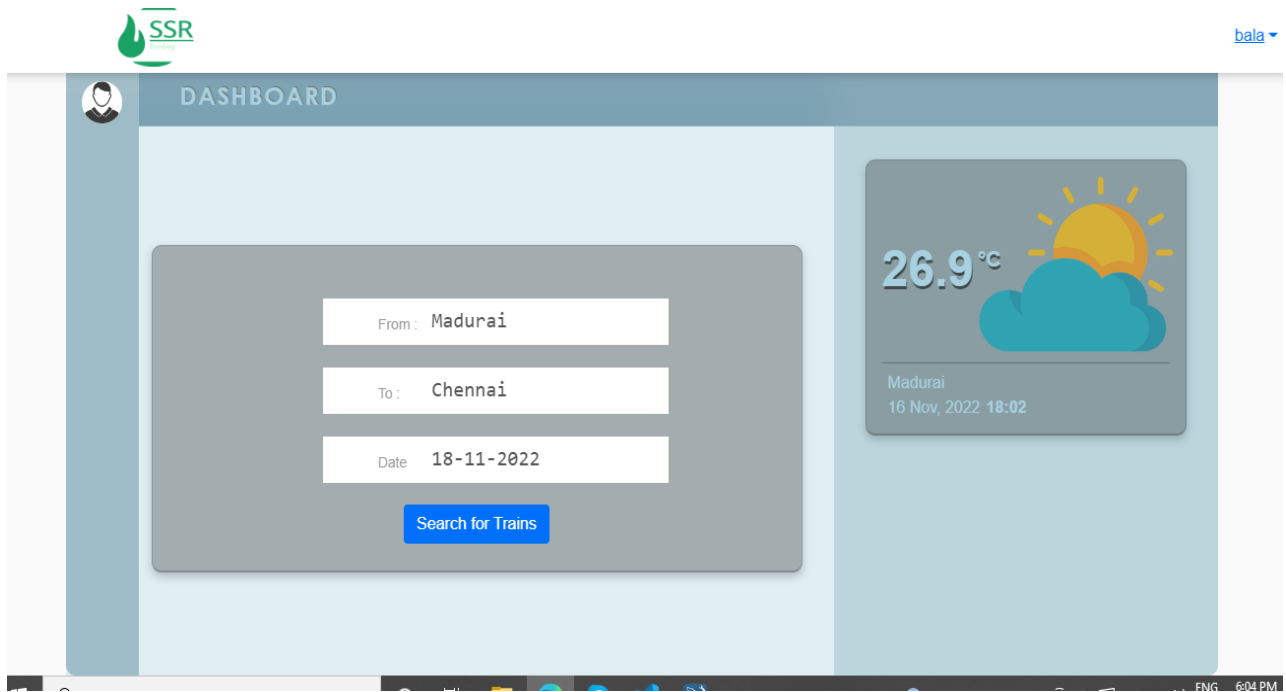 SSR
Booking
bala
DASHBOARD
26.9 °C
From : Madurai
To : Chennai
Date 18-11-2022
Search for Trains
Madurai
16 Nov, 2022 18:02
ENG 6:04 PM